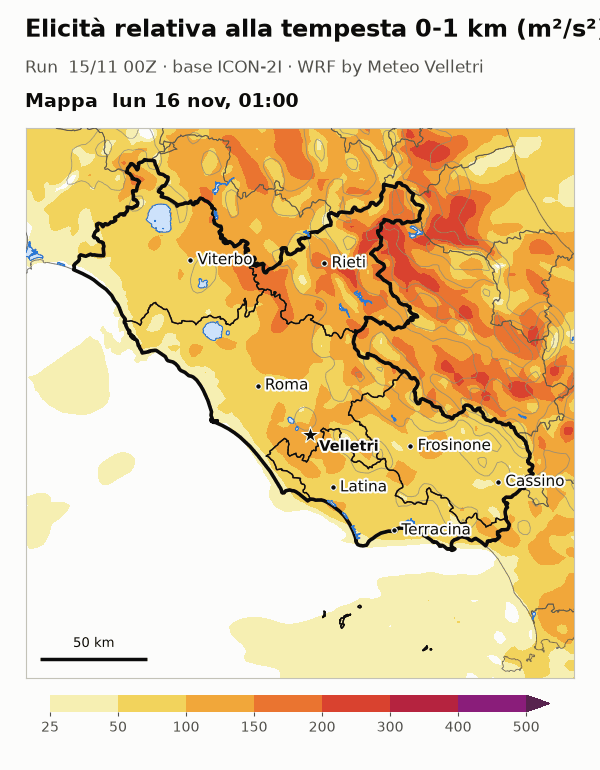 Elicità relativa alla tempesta 0-1 km (m²/s²)
Run 15/11 00Z · base ICON-2I · WRF by Meteo Velletri
Mappa lun 16 nov, 01:00
Viterbo
Rieti
Roma
Velletri
Frosinone
Latina
Cassino
Terracina
50 km
25 50 100 150 200 300 400 500